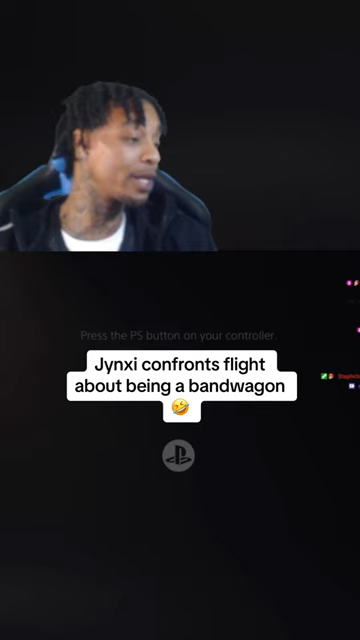 Press the PS button on your controller.
Jynxi confronts flight
about being a bandwagon
🤣